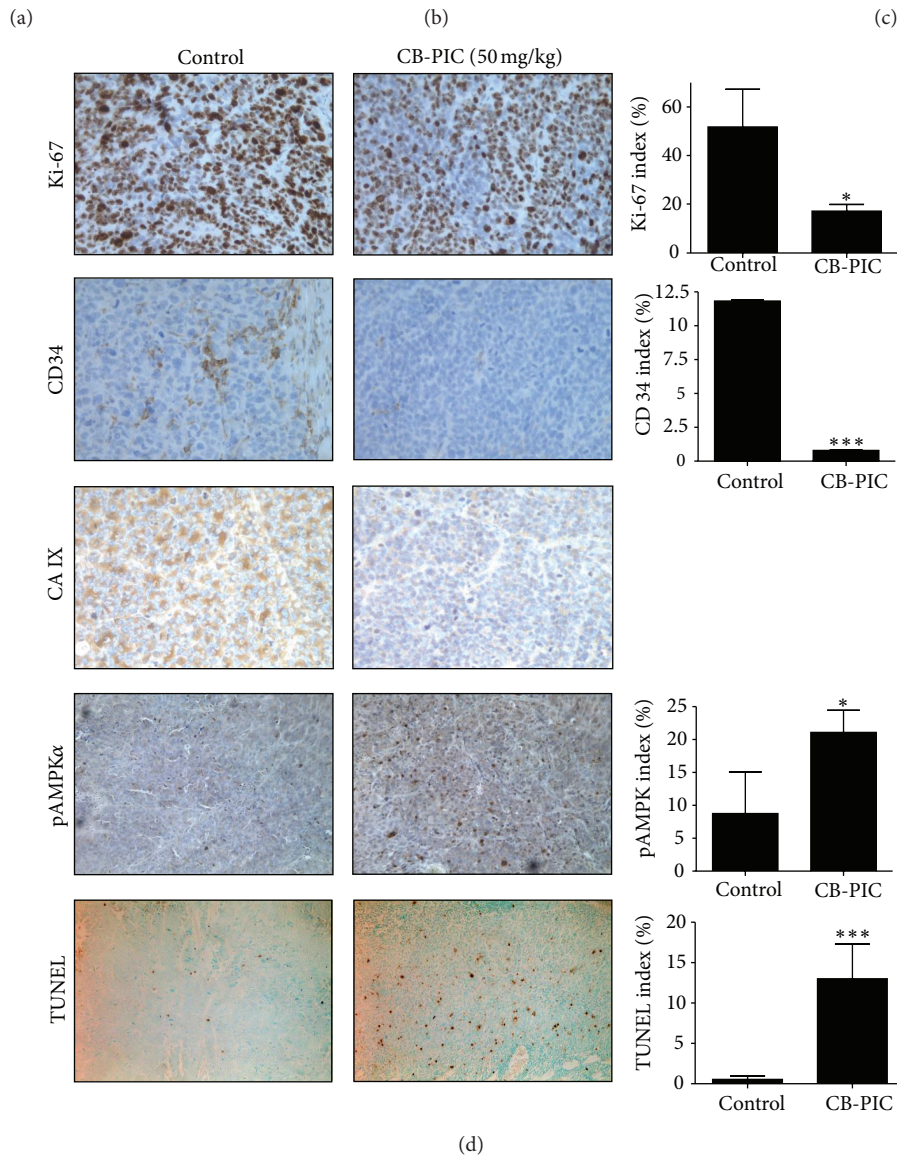 (a) (b) (c)
Control CB-PIC (50 mg/kg)
Ki-67
Ki-67 index (%)
60
40
20
0
*
Control CB-PIC
CD34
CD 34 index (%)
12.5
10
7.5
5
2.5
0
***
Control CB-PIC
CA IX
pAMPKα
pAMPK index (%)
25
20
15
10
5
0
*
Control CB-PIC
TUNEL
TUNEL index (%)
20
15
10
5
0
***
Control CB-PIC
(d)